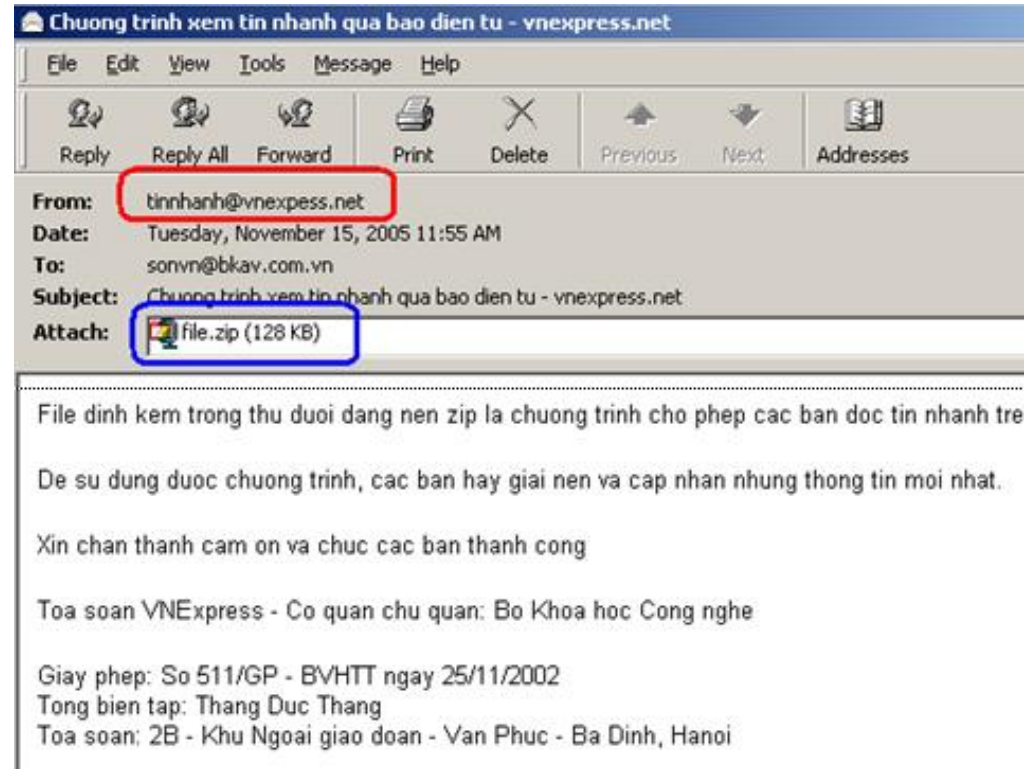 Chuong trinh xem tin nhanh qua bao dien tu - vnexpress.net
File Edit View Tools Message Help
Reply Reply All Forward Print Delete Previous Next Addresses
From: tinnhanh@vnexpess.net
Date: Tuesday, November 15, 2005 11:55 AM
To: sonvn@bkav.com.vn
Subject: Chuong trinh xem tin nhanh qua bao dien tu - vnexpress.net
Attach: file.zip (128 KB)
File dinh kem trong thu duoi dang nen zip la chuong trinh cho phep cac ban doc tin nhanh tre
De su dung duoc chuong trinh, cac ban hay giai nen va cap nhan nhung thong tin moi nhat.
Xin chan thanh cam on va chuc cac ban thanh cong
Toa soan VNExpress - Co quan chu quan: Bo Khoa hoc Cong nghe
Giay phep: So 511/GP - BVHTT ngay 25/11/2002
Tong bien tap: Thang Duc Thang
Toa soan: 2B - Khu Ngoai giao doan - Van Phuc - Ba Dinh, Hanoi